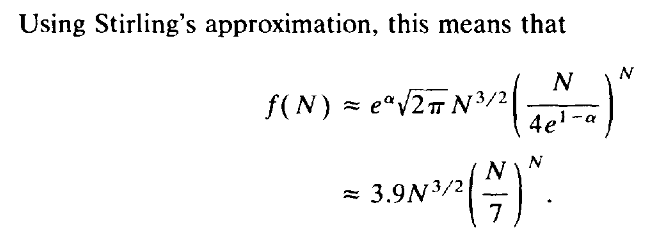 Using Stirling's approximation, this means that
f(N) ≈ e^α √(2π) N^{3/2} (N / 4e^{1-α})^N
≈ 3.9N^{3/2} (N / 7)^N.